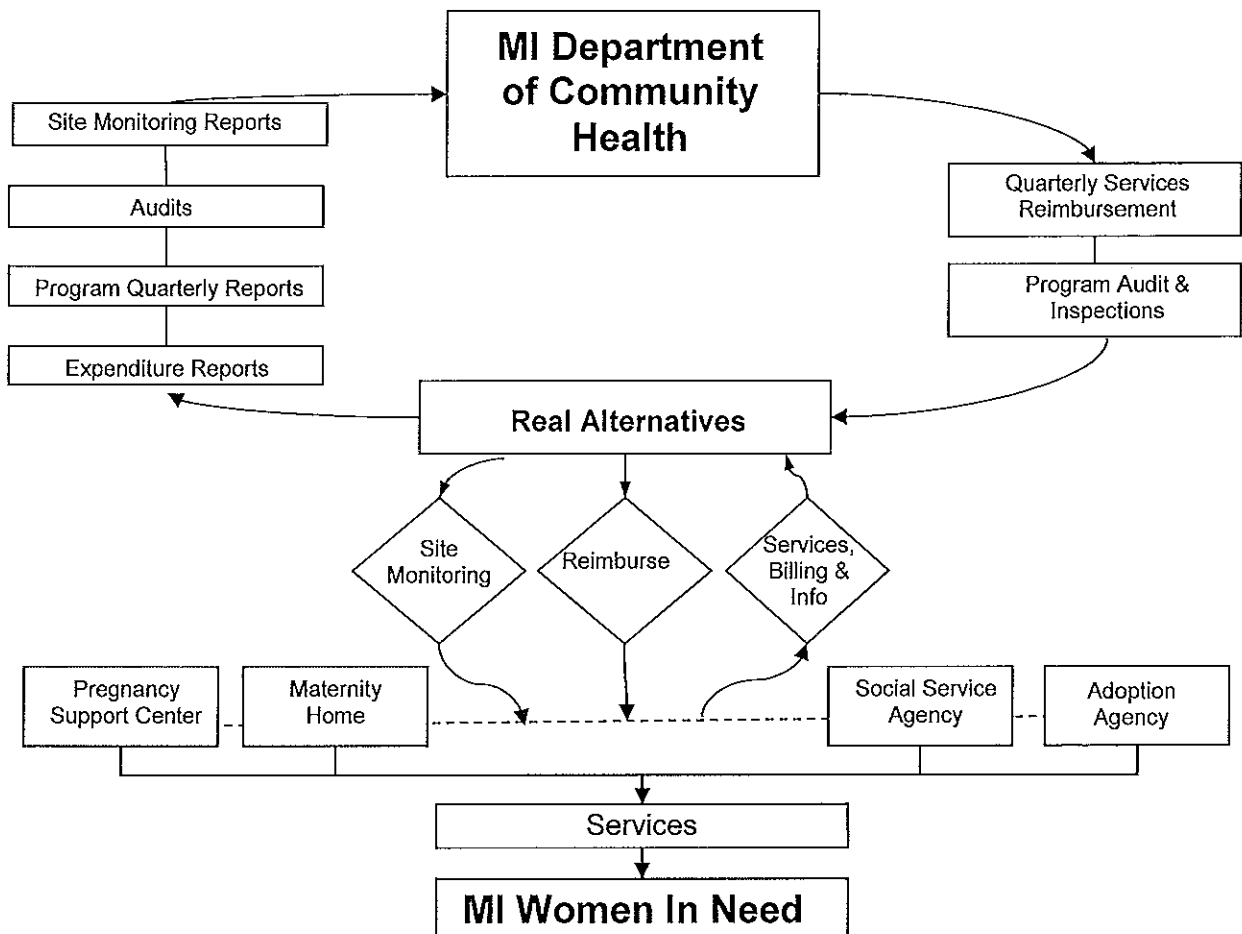 MI Department
of Community
Health
Site Monitoring Reports
Audits
Program Quarterly Reports
Expenditure Reports
Quarterly Services
Reimbursement
Program Audit &
Inspections
Real Alternatives
Site
Monitoring
Reimburse
Services,
Billing &
Info
Pregnancy
Support Center
Maternity
Home
Social Service
Agency
Adoption
Agency
Services
MI Women In Need